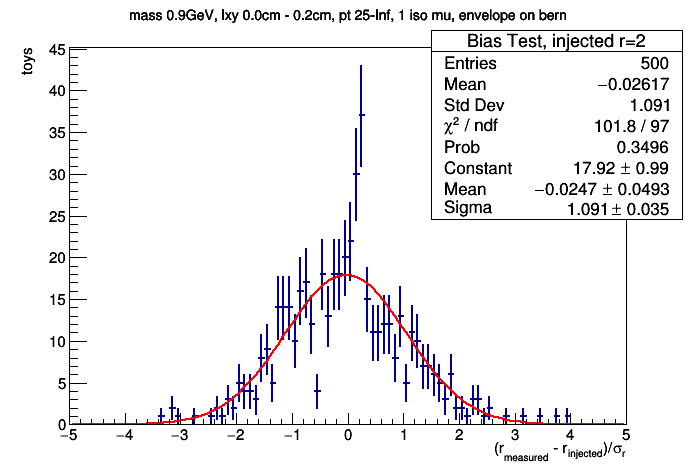 mass 0.9GeV, lxy 0.0cm - 0.2cm, pt 25-Inf, 1 iso mu, envelope on bern
Bias Test, injected r=2
Entries 500
Mean −0.02617
Std Dev 1.091
χ² / ndf 101.8 / 97
Prob 0.3496
Constant 17.92 ± 0.99
Mean −0.0247 ± 0.0493
Sigma 1.091 ± 0.035
toys
45
40
35
30
25
20
15
10
5
0
−5 −4 −3 −2 −1 0 1 2 3 4 5
(r_measured - r_injected)/σ_r